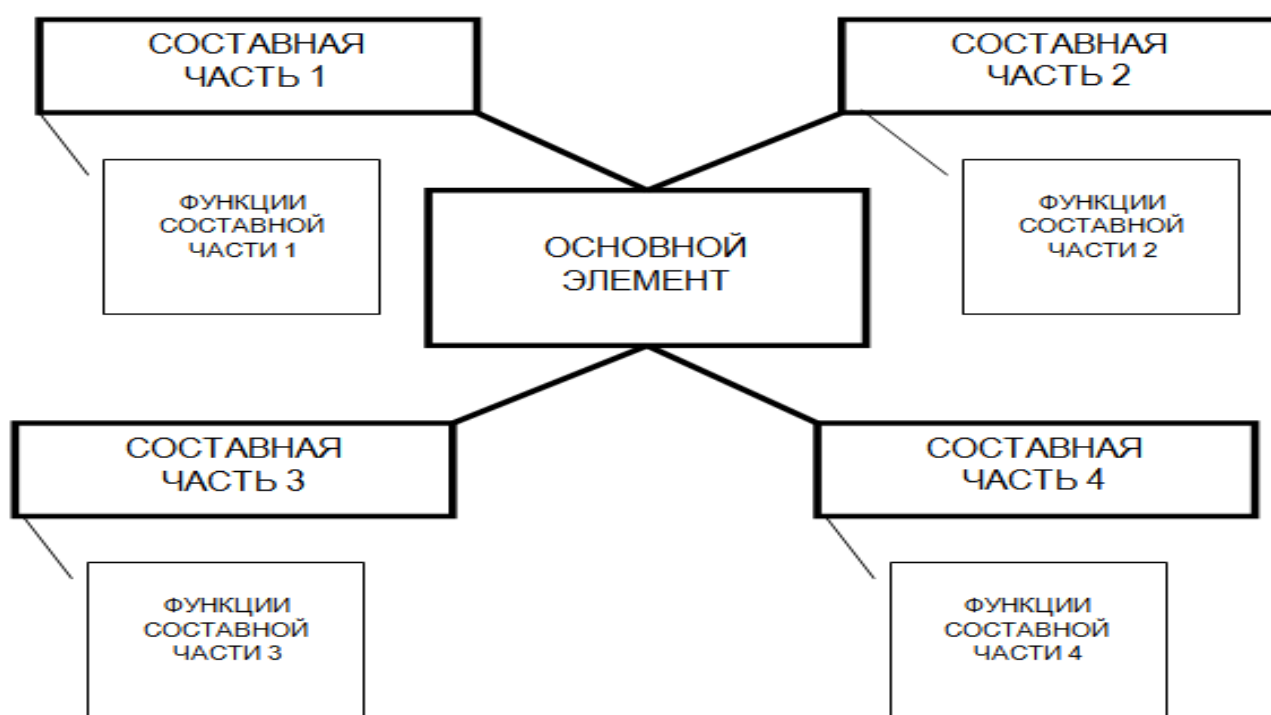 СОСТАВНАЯ
ЧАСТЬ 1
СОСТАВНАЯ
ЧАСТЬ 2
ФУНКЦИИ
СОСТАВНОЙ
ЧАСТИ 1
ОСНОВНОЙ
ЭЛЕМЕНТ
ФУНКЦИИ
СОСТАВНОЙ
ЧАСТИ 2
СОСТАВНАЯ
ЧАСТЬ 3
СОСТАВНАЯ
ЧАСТЬ 4
ФУНКЦИИ
СОСТАВНОЙ
ЧАСТИ 3
ФУНКЦИИ
СОСТАВНОЙ
ЧАСТИ 4